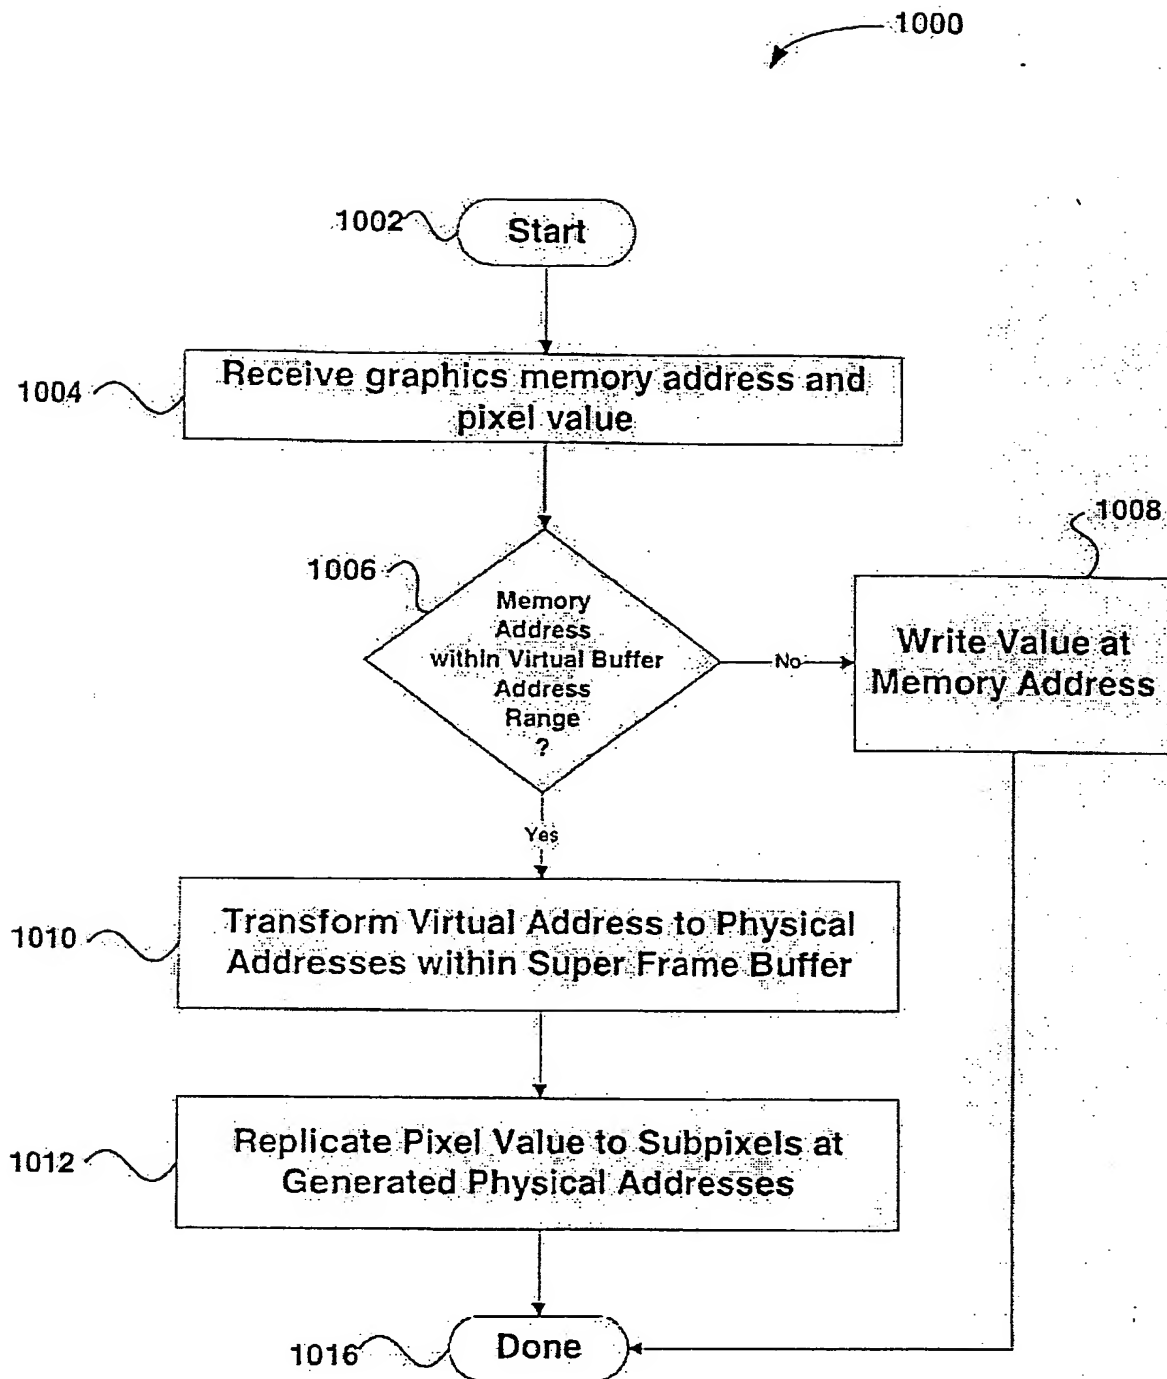 1000
1002
Start
1004
Receive graphics memory address and
pixel value
1006
Memory
Address
within Virtual Buffer
Address
Range
?
No
1008
Write Value at
Memory Address
Yes
1010
Transform Virtual Address to Physical
Addresses within Super Frame Buffer
1012
Replicate Pixel Value to Subpixels at
Generated Physical Addresses
1016
Done